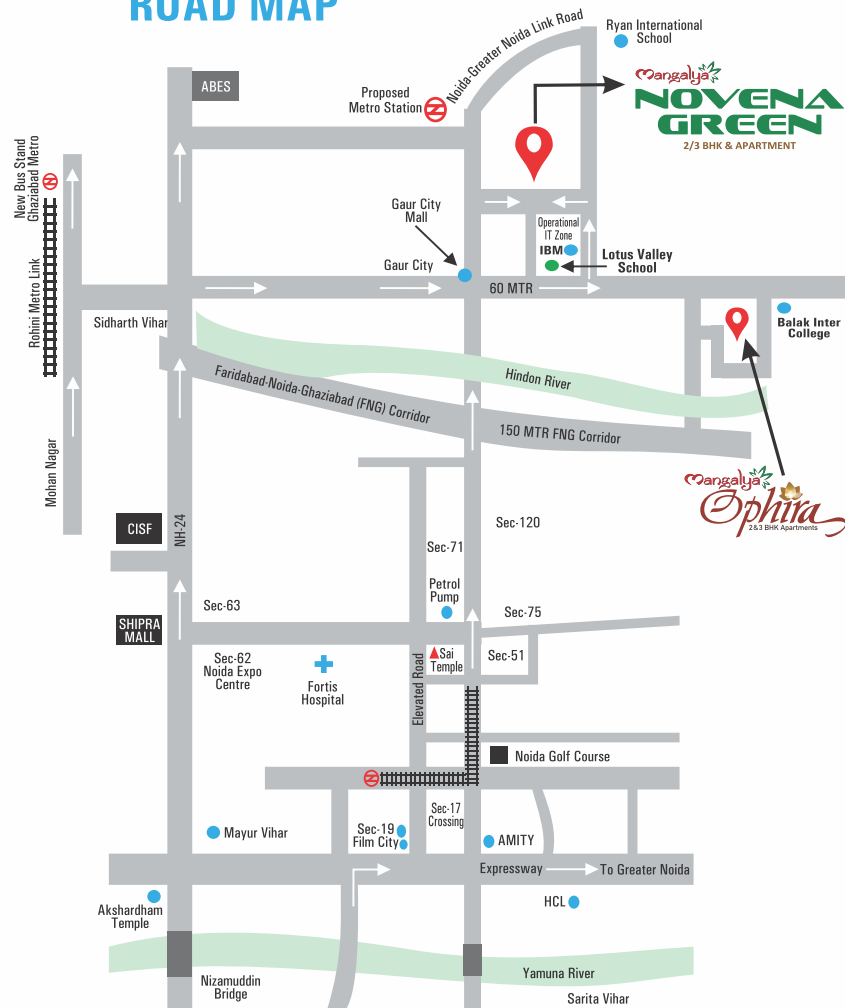 ROAD MAP
Noida-Greater Noida Link Road
Ryan International
School
ABES
Proposed
Metro Station
Mangalya
NOVENA
GREEN
2/3 BHK & APARTMENT
New Bus Stend
Ghaziabad Metro
Gaur City
Mall
Operational
IT Zone
IBM
Lotus Valley
School
Gaur City
60 MTR
Rohini Metro Link
Sidharth Vihar
Balak Inter
College
Hindon River
Faridabad-Noida-Ghaziabad (FNG) Corridor
150 MTR FNG Corridor
Mohan Nagar
Mangalya
Ophira
2&3 BHK Apartments
CISF
NH-24
Sec-120
Sec-71
Petrol
Pump
Sec-63
Sec-75
SHIPRA
MALL
Sec-62
Noida Expo
Centre
Fortis
Hospital
Elevated Road
Sai
Temple
Sec-51
Noida Golf Course
Sec-17
Crossing
Mayur Vihar
Sec-19
Film City
AMITY
Expressway
To Greater Noida
Akshardham
Temple
HCL
Nizamuddin
Bridge
Yamuna River
Sarita Vihar